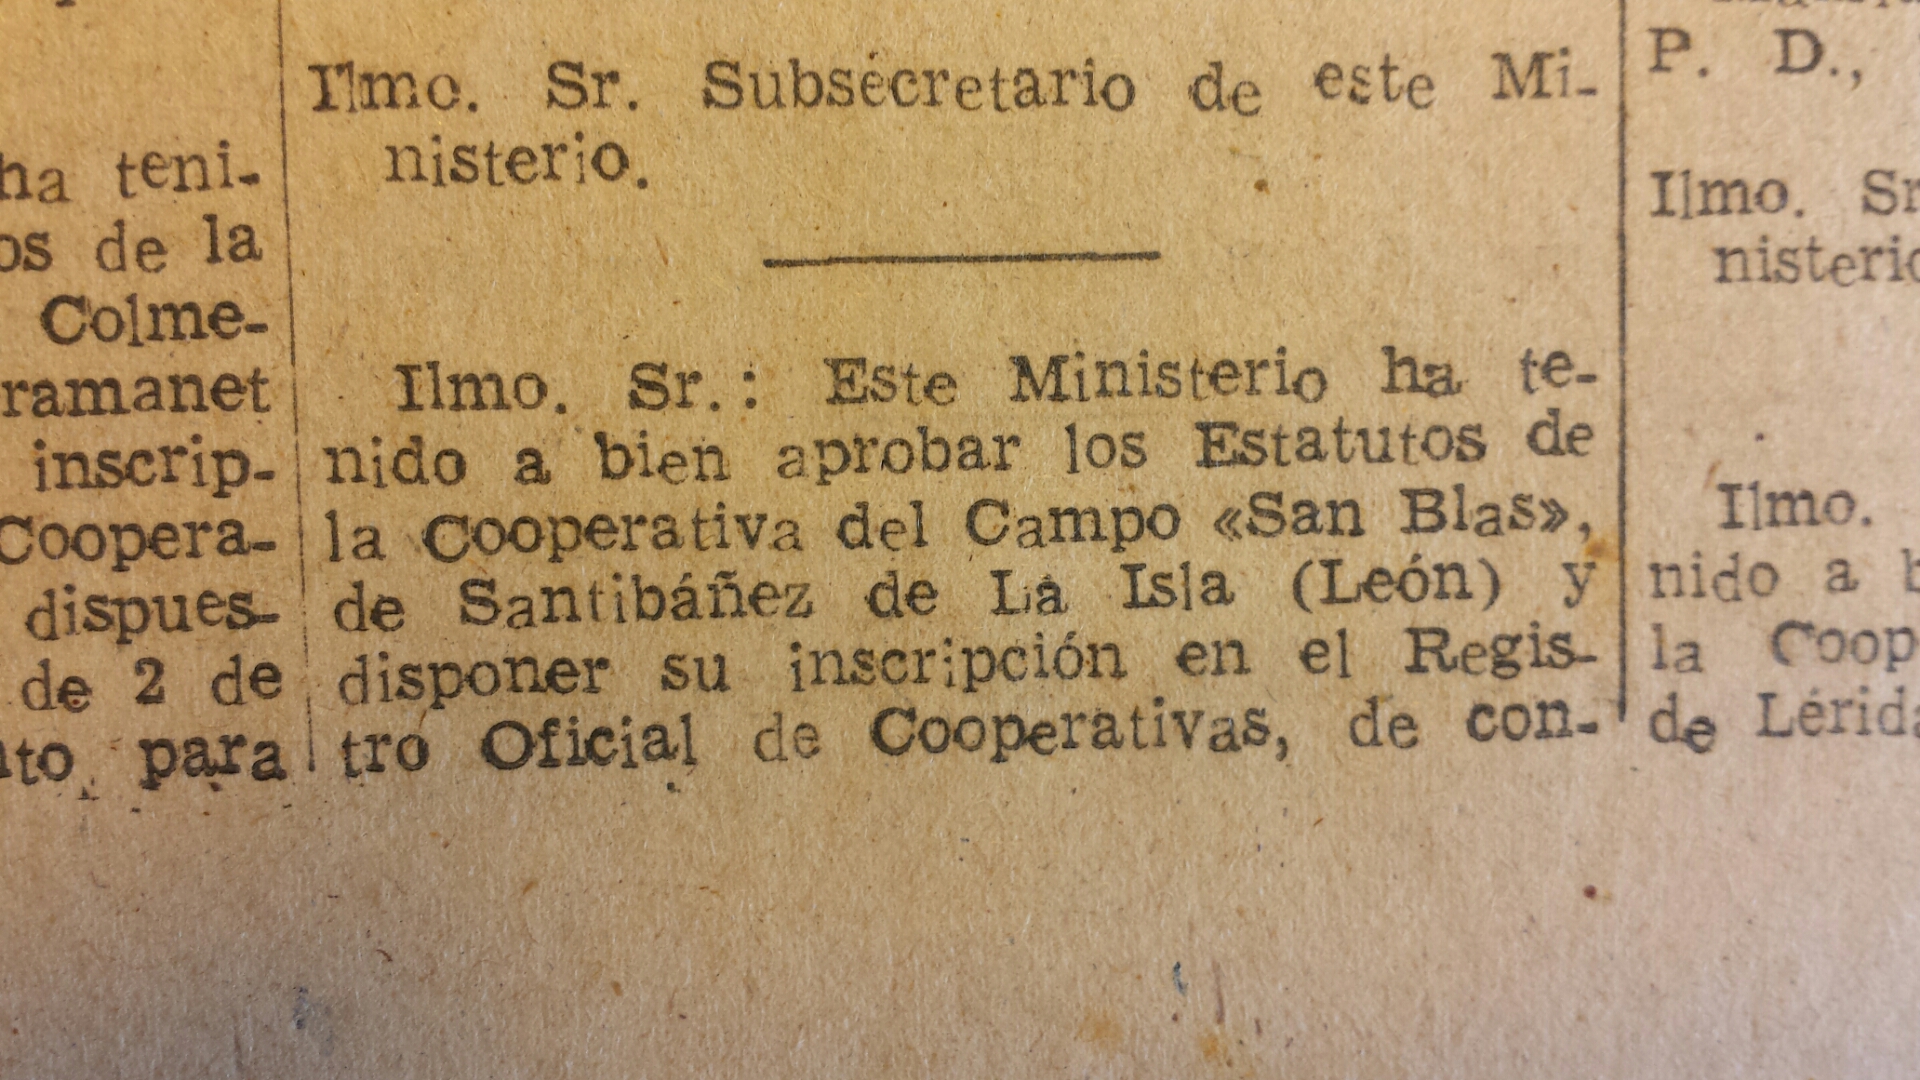 ha teni-
de la
Colme-
ramanet
inscrip-
Coopera-
dispues-
de 2 de
para
Ilmo. Sr. Subsecretario de este Mi-
nisterio.
Ilmo. Sr.: Este Ministerio ha te-
nido a bien aprobar los Estatutos de
la Cooperativa del Campo «San Blas»,
de Santibáñez de La Isla (León) y
disponer su inscripción en el Regis-
tro Oficial de Cooperativas, de con-
P. D.,
Ilmo. Sr
nisterio
Ilmo.
nido a b
la Coop
de Lérida